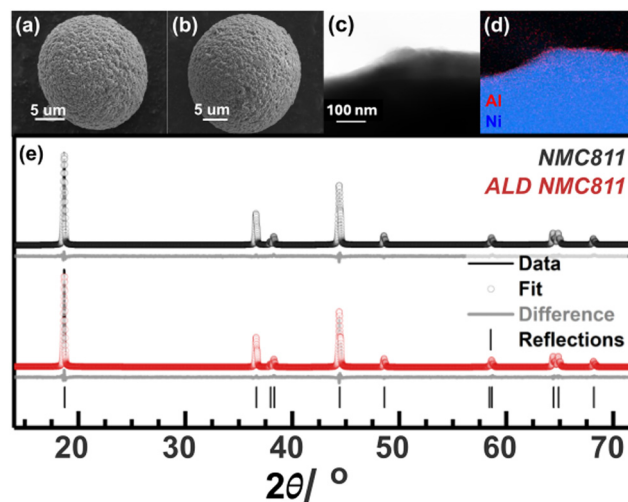 (a)
(b)
(c)
(d)
5 um
5 um
100 nm
Al
Ni
(e)
NMC811
ALD NMC811
Data
Fit
Difference
Reflections
20 30 40 50 60 70
2θ/ °